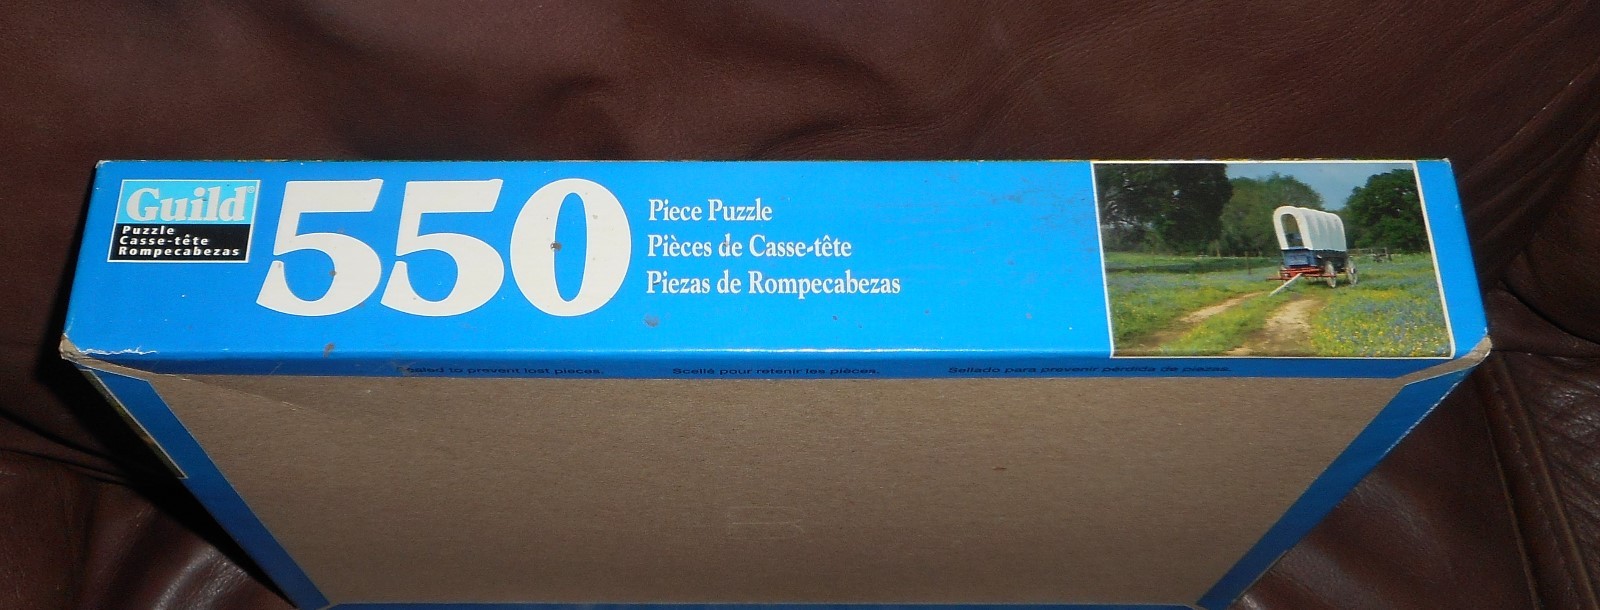 Guild®
Puzzle
Casse-tête
Rompecabezas
550
Piece Puzzle
Pièces de Casse-tête
Piezas de Rompecabezas
Sealed to prevent lost pieces.
Scellé pour retenir les pièces.
Sellado para prevenir pérdida de piezas.